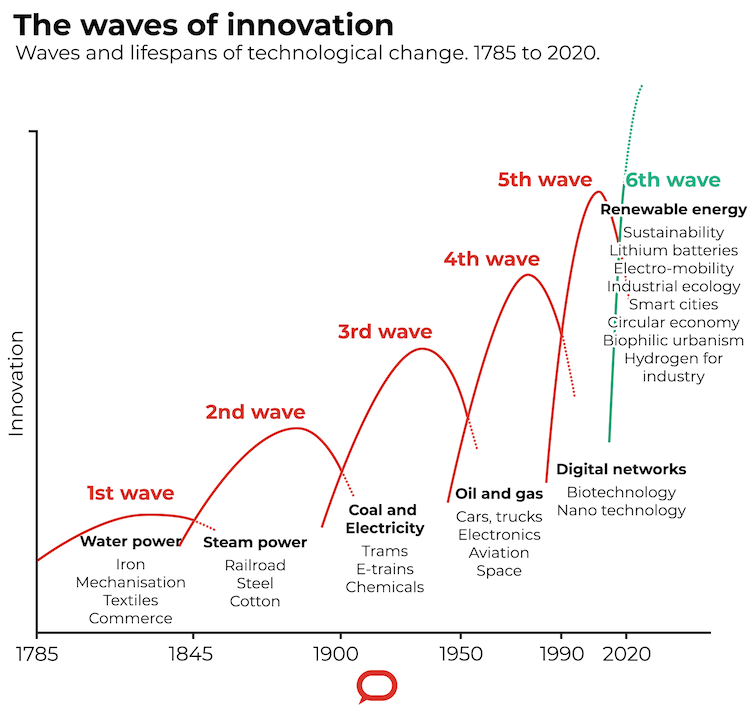 The waves of innovation
Waves and lifespans of technological change. 1785 to 2020.
Innovation
1st wave
Water power
Iron
Mechanisation
Textiles
Commerce
2nd wave
Steam power
Railroad
Steel
Cotton
3rd wave
Coal and
Electricity
Trams
E-trains
Chemicals
4th wave
Oil and gas
Cars, trucks
Electronics
Aviation
Space
5th wave
Digital networks
Biotechnology
Nano technology
6th wave
Renewable energy
Sustainability
Lithium batteries
Electro-mobility
Industrial ecology
Smart cities
Circular economy
Biophilic urbanism
Hydrogen for
industry
1785 1845 1900 1950 1990 2020